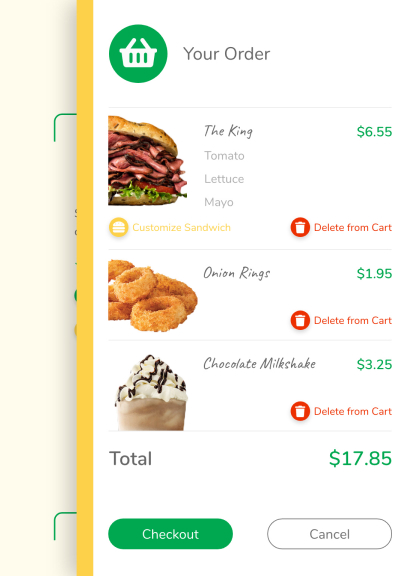 Your Order
The King $6.55
Tomato
Lettuce
Mayo
Customize Sandwich Delete from Cart
Onion Rings $1.95
Delete from Cart
Chocolate Milkshake $3.25
Delete from Cart
Total $17.85
Checkout Cancel